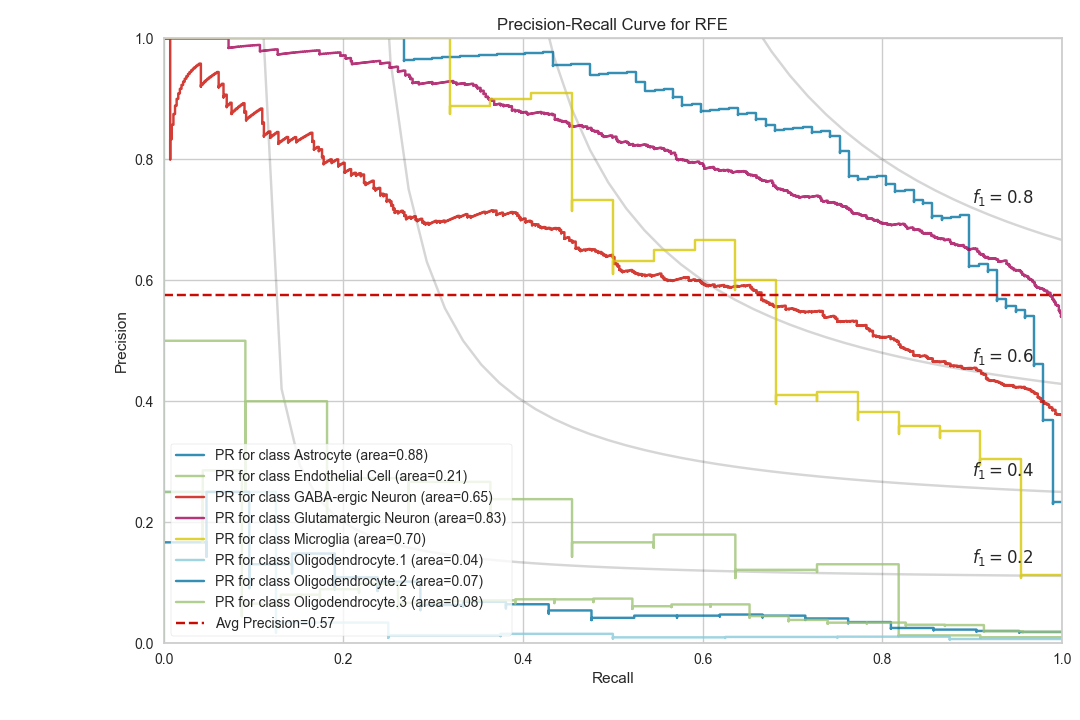 Precision-Recall Curve for RFE
1.0
0.8
0.6
0.4
0.2
0.0
Precision
f1 = 0.8
f1 = 0.6
f1 = 0.4
f1 = 0.2
PR for class Astrocyte (area=0.88)
PR for class Endothelial Cell (area=0.21)
PR for class GABA-ergic Neuron (area=0.65)
PR for class Glutamatergic Neuron (area=0.83)
PR for class Microglia (area=0.70)
PR for class Oligodendrocyte.1 (area=0.04)
PR for class Oligodendrocyte.2 (area=0.07)
PR for class Oligodendrocyte.3 (area=0.08)
Avg Precision=0.57
0.0 0.2 0.4 0.6 0.8 1.0
Recall